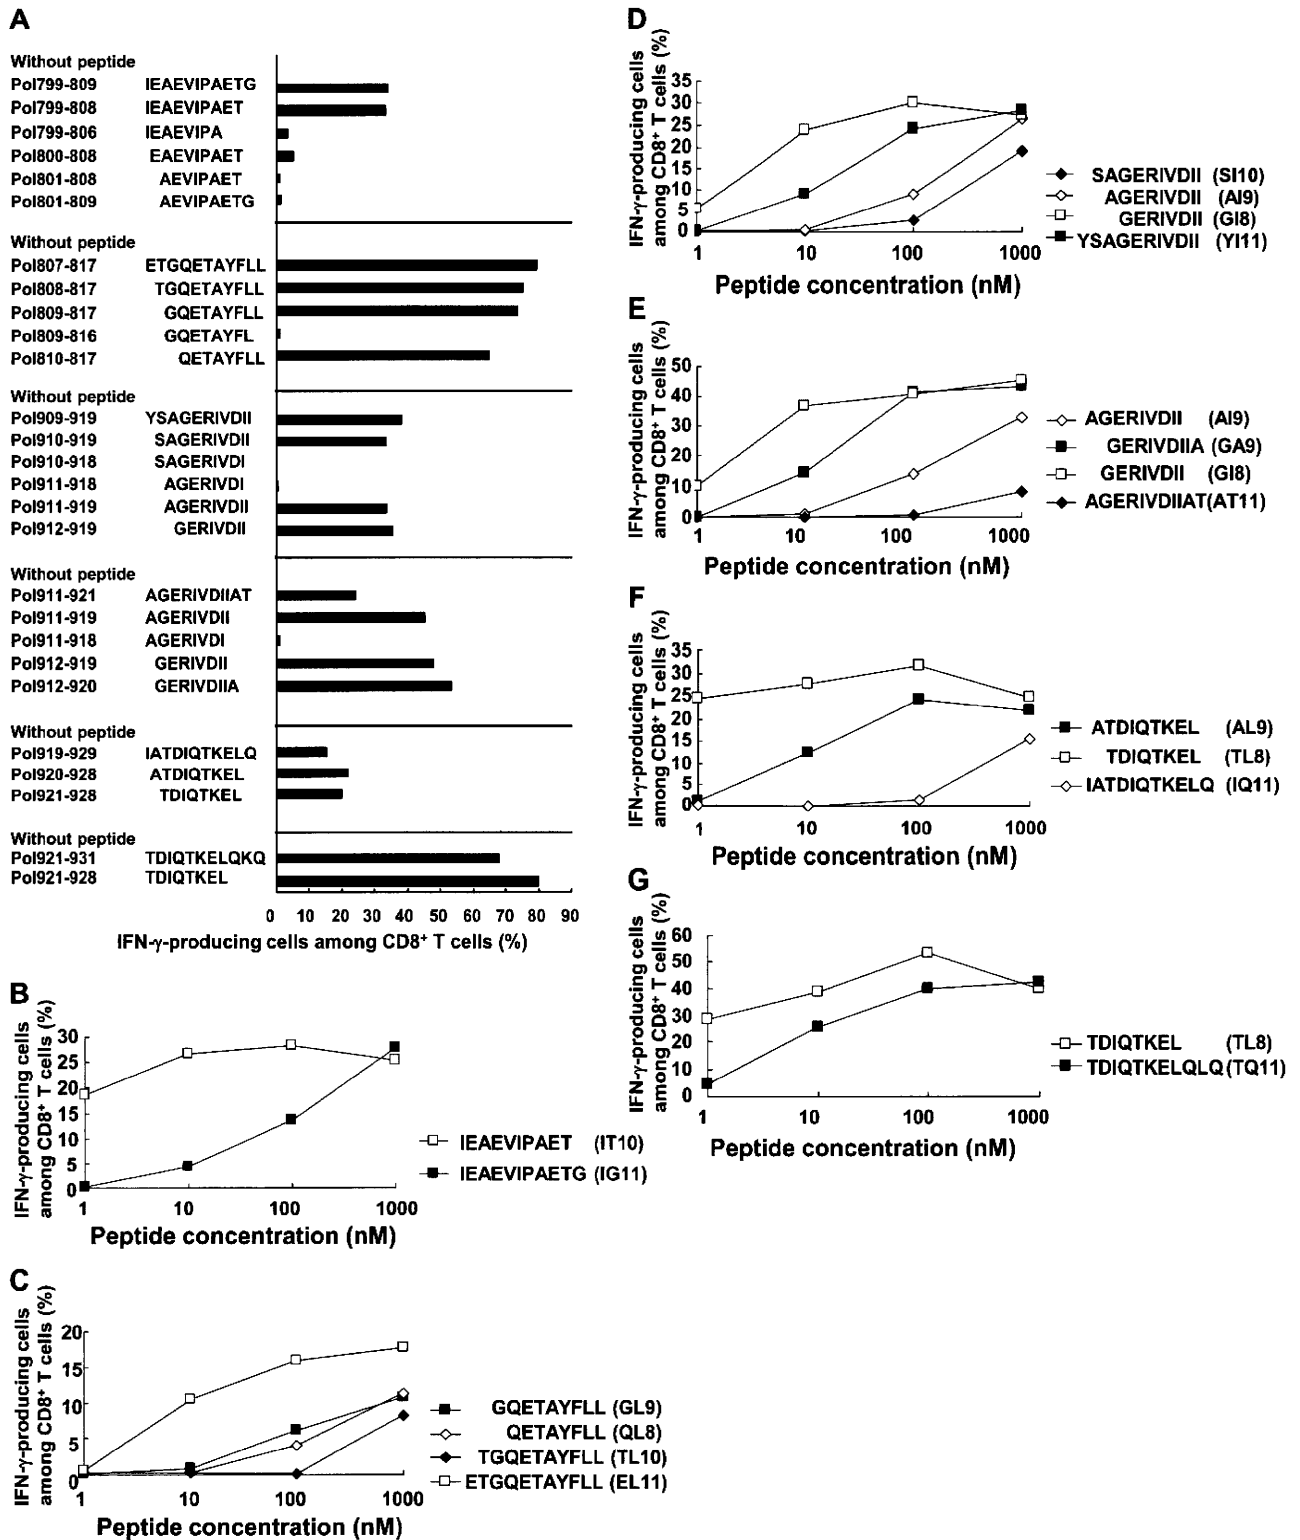 A
Without peptide
Pol799-809 IEAEVIPAETG
Pol799-808 IEAEVIPAET
Pol799-806 IEAEVIPA
Pol800-808 EAEVIPAET
Pol801-808 AEVIPAET
Pol801-809 AEVIPAETG
Without peptide
Pol807-817 ETGQETAYFLL
Pol808-817 TGQETAYFLL
Pol809-817 GQETAYFLL
Pol809-816 GQETAYFL
Pol810-817 QETAYFLL
Without peptide
Pol909-919 YSAGERIVDII
Pol910-919 SAGERIVDII
Pol910-918 SAGERIVDI
Pol911-918 AGERIVDI
Pol911-919 AGERIVDII
Pol912-919 GERIVDII
Without peptide
Pol911-921 AGERIVDIIAT
Pol911-919 AGERIVDII
Pol911-918 AGERIVDI
Pol912-919 GERIVDII
Pol912-920 GERIVDIIA
Without peptide
Pol919-929 IATDIQTKELQ
Pol920-928 ATDIQTKEL
Pol921-928 TDIQTKEL
Without peptide
Pol921-931 TDIQTKELQKQ
Pol921-928 TDIQTKEL
0 10 20 30 40 50 60 70 80 90
IFN-γ-producing cells among CD8+ T cells (%)
B
IFN-γ-producing cells
among CD8+ T cells (%)
30
25
20
15
10
5
0
1 10 100 1000
Peptide concentration (nM)
IEAEVIPAET (IT10)
IEAEVIPAETG (IG11)
C
IFN-γ-producing cells
among CD8+ T cells (%)
20
15
10
5
0
1 10 100 1000
Peptide concentration (nM)
GQETAYFLL (GL9)
QETAYFLL (QL8)
TGQETAYFLL (TL10)
ETGQETAYFLL (EL11)
D
IFN-γ-producing cells
among CD8+ T cells (%)
35
30
25
20
15
10
5
0
1 10 100 1000
Peptide concentration (nM)
SAGERIVDII (SI10)
AGERIVDII (AI9)
GERIVDII (GI8)
YSAGERIVDII (YI11)
E
IFN-γ-producing cells
among CD8+ T cells (%)
50
40
30
20
10
0
1 10 100 1000
Peptide concentration (nM)
AGERIVDII (AI9)
GERIVDIIA (GA9)
GERIVDII (GI8)
AGERIVDIIAT(AT11)
F
IFN-γ-producing cells
among CD8+ T cells (%)
35
30
25
20
15
10
5
0
1 10 100 1000
Peptide concentration (nM)
ATDIQTKEL (AL9)
TDIQTKEL (TL8)
IATDIQTKELQ (IQ11)
G
IFN-γ-producing cells
among CD8+ T cells (%)
60
50
40
30
20
10
0
1 10 100 1000
Peptide concentration (nM)
TDIQTKEL (TL8)
TDIQTKELQLQ(TQ11)